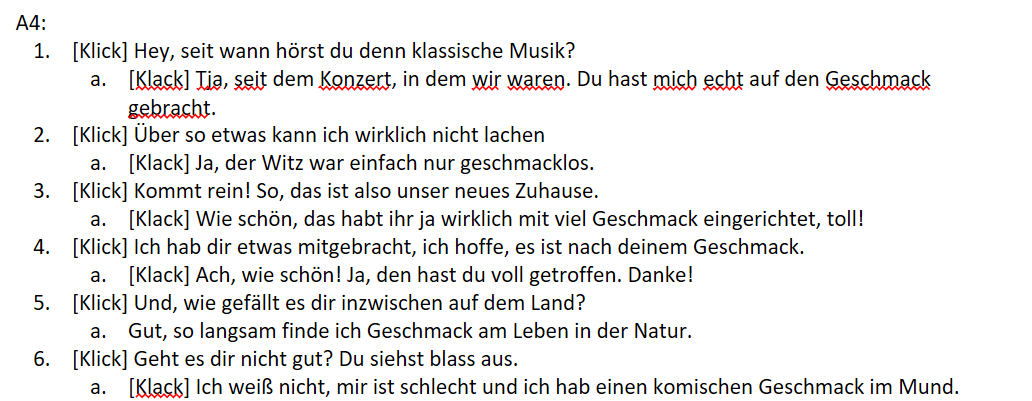 A4:
1. [Klick] Hey, seit wann hörst du denn klassische Musik?
a. [Klack] Tja, seit dem Konzert, in dem wir waren. Du hast mich echt auf den Geschmack
gebracht.
2. [Klick] Über so etwas kann ich wirklich nicht lachen
a. [Klack] Ja, der Witz war einfach nur geschmacklos.
3. [Klick] Kommt rein! So, das ist also unser neues Zuhause.
a. [Klack] Wie schön, das habt ihr ja wirklich mit viel Geschmack eingerichtet, toll!
4. [Klick] Ich hab dir etwas mitgebracht, ich hoffe, es ist nach deinem Geschmack.
a. [Klack] Ach, wie schön! Ja, den hast du voll getroffen. Danke!
5. [Klick] Und, wie gefällt es dir inzwischen auf dem Land?
a. Gut, so langsam finde ich Geschmack am Leben in der Natur.
6. [Klick] Geht es dir nicht gut? Du siehst blass aus.
a. [Klack] Ich weiß nicht, mir ist schlecht und ich hab einen komischen Geschmack im Mund.